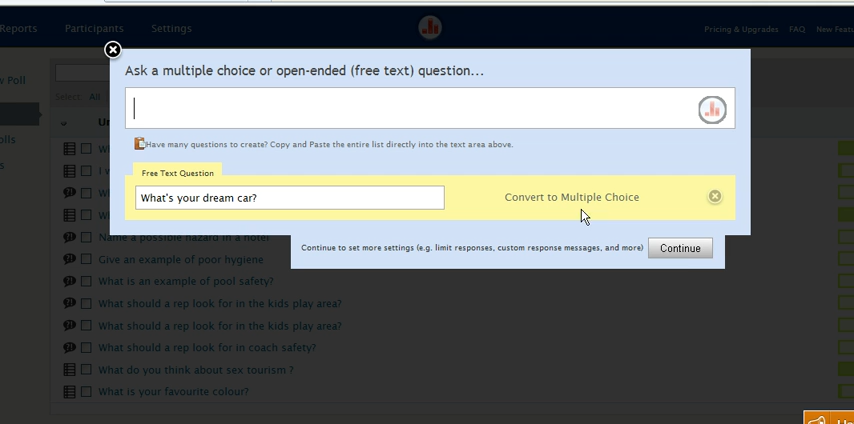 Reports Participants Settings
Pricing & Upgrades FAQ New
Poll
Select: All
Ask a multiple choice or open-ended (free text) question...
Have many questions to create? Copy and Paste the entire list directly into the text area above.
Free Text Question
What's your dream car?
Convert to Multiple Choice
Continue to set more settings (e.g. limit responses, custom response messages, and more)
Continue
Name a possible hazard in a hotel
Give an example of poor hygiene
What is an example of pool safety?
What should a rep look for in the kids play area?
What should a rep look for in the kids play area?
What should a rep look for in coach safety?
What do you think about sex tourism ?
What is your favourite colour?